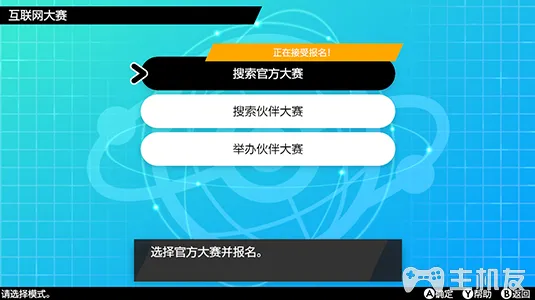 互联网大赛
正在接受报名！
搜索官方大赛
搜索伙伴大赛
举办伙伴大赛
选择官方大赛并报名。
请选择模式。
A确定 Y帮助 B返回
主机友